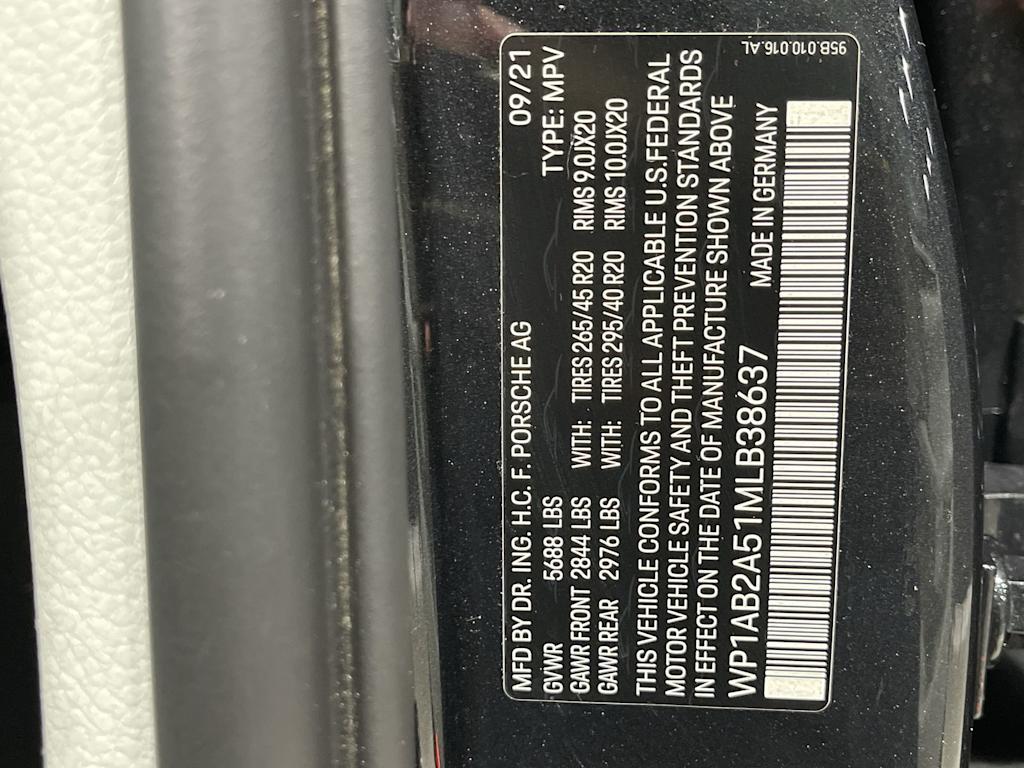 MFD BY DR. ING. H.C. F. PORSCHE AG 09/21
GVWR 5688 LBS TYPE: MPV
GAWR FRONT 2844 LBS WITH: TIRES 265/45 R20 RIMS 9.0JX20
GAWR REAR 2976 LBS WITH: TIRES 295/40 R20 RIMS 10.0JX20
THIS VEHICLE CONFORMS TO ALL APPLICABLE U.S. FEDERAL
MOTOR VEHICLE SAFETY AND THEFT PREVENTION STANDARDS
IN EFFECT ON THE DATE OF MANUFACTURE SHOWN ABOVE
WP1AB2A51MLB38637 MADE IN GERMANY
95B.010.016.AL